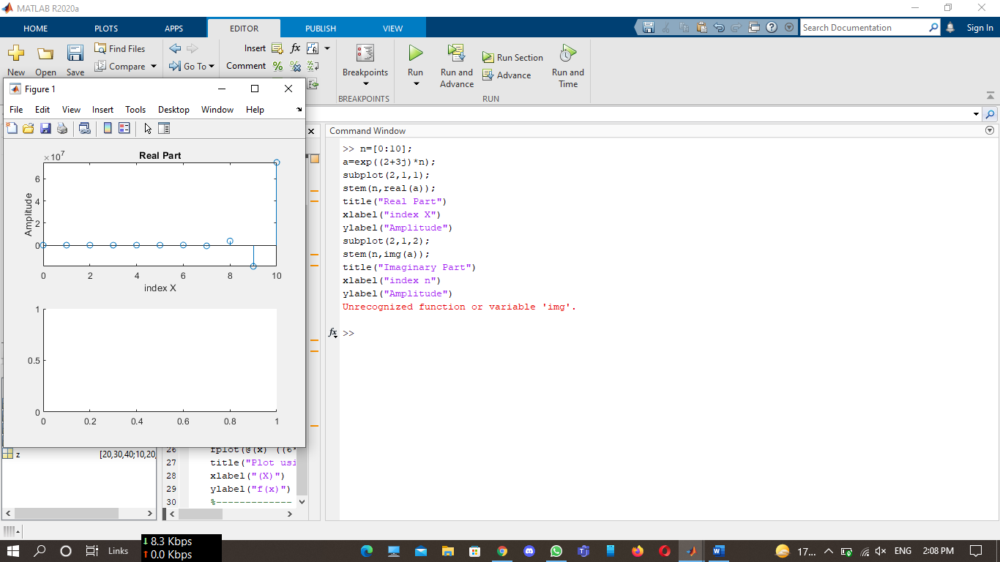 MATLAB R2020a
HOME PLOTS APPS EDITOR PUBLISH VIEW
Search Documentation
Sign In
New Open Save
Find Files
Compare
Go To
Insert
Comment
Breakpoints
Run
Run and Advance
Run Section
Advance
Run and Time
BREAKPOINTS
RUN
Figure 1
File Edit View Insert Tools Desktop Window Help
×10^7
Real Part
Amplitude
6
4
2
0
0 2 4 6 8 10
index X
1
0.5
0
0 0.2 0.4 0.6 0.8 1
z [20,30,40;10,20,
26 fplot(@(x)
27 title("Plot usi
28 xlabel("(X)")
29 ylabel("f(x)")
30 %-------------
Command Window
>> n=[0:10];
a=exp((2+3j)*n);
subplot(2,1,1);
stem(n,real(a));
title("Real Part")
xlabel("index X")
ylabel("Amplitude")
subplot(2,1,2);
stem(n,img(a));
title("Imaginary Part")
xlabel("index n")
ylabel("Amplitude")
Unrecognized function or variable 'img'.
fx >>
Links
↓ 8.3 Kbps
↑ 0.0 Kbps
17...
ENG
2:08 PM